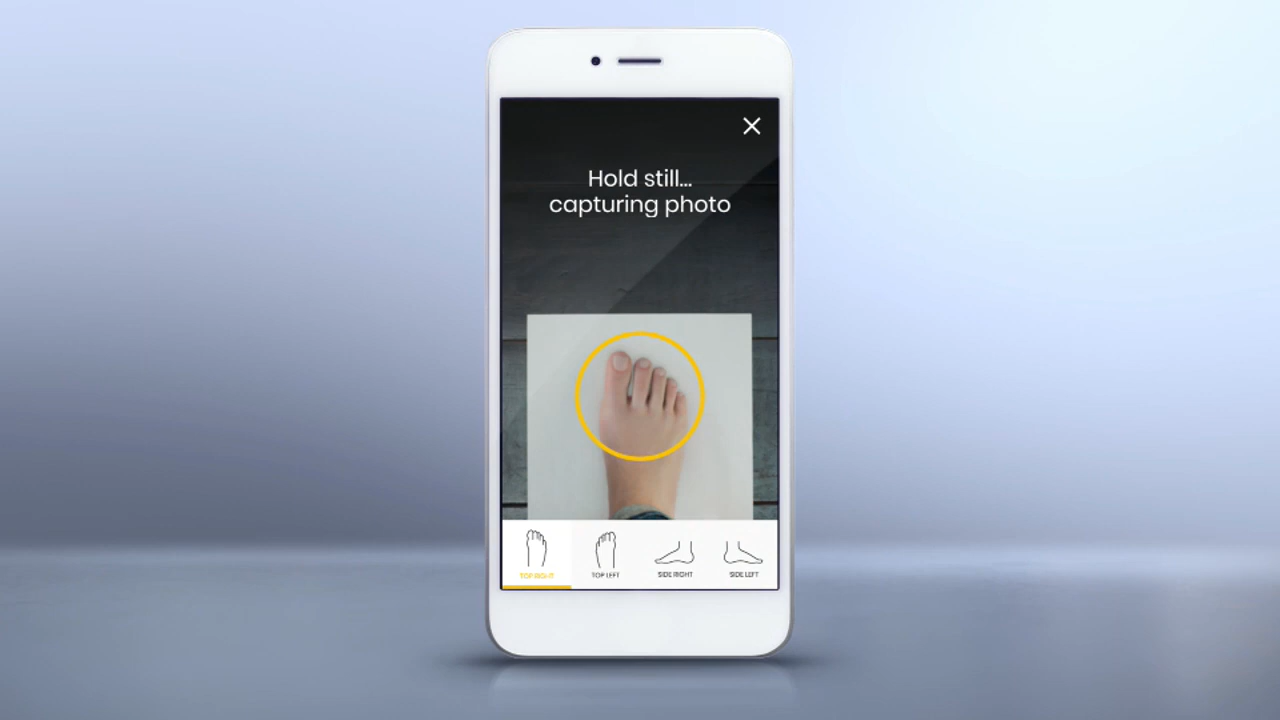 Hold still...
capturing photo
TOP RIGHT
TOP LEFT
SIDE RIGHT
SIDE LEFT